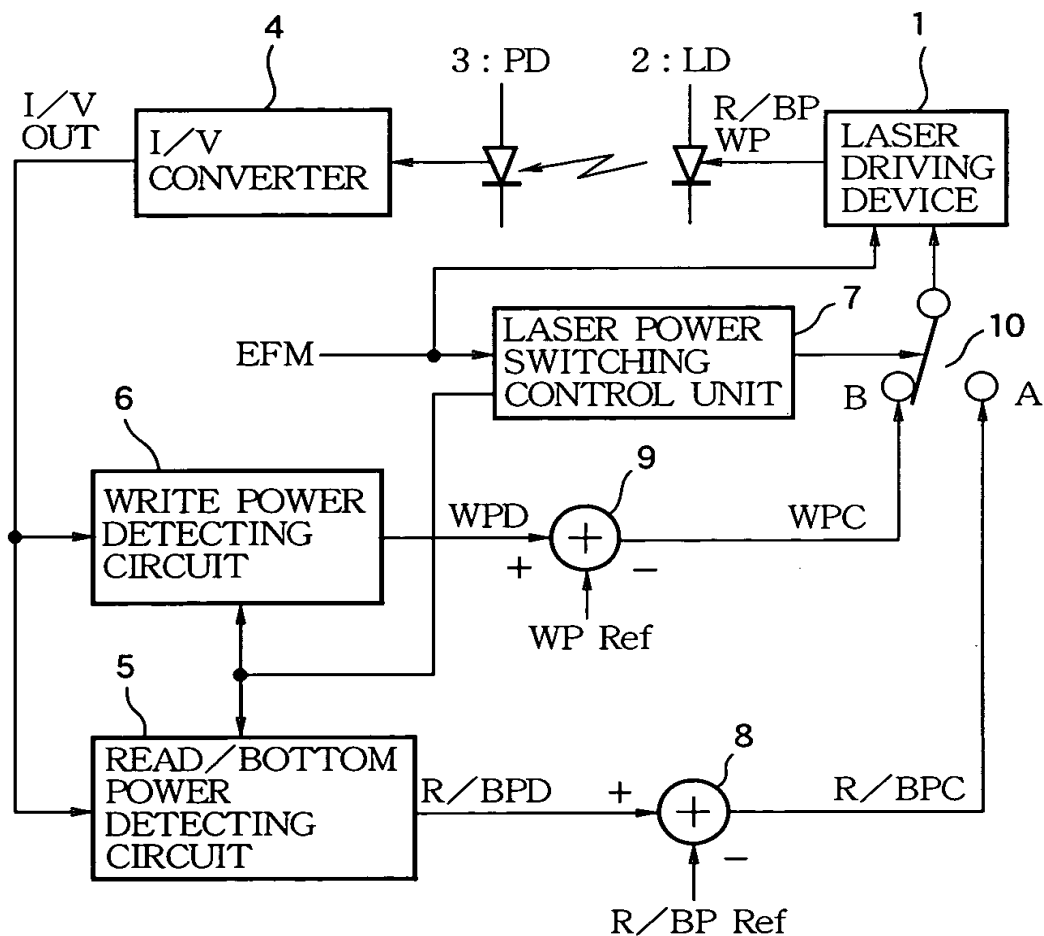 4
3 : PD
2 : LD
1
I/V
OUT
I/V
CONVERTER
R/BP
WP
LASER
DRIVING
DEVICE
EFM
LASER POWER
SWITCHING
CONTROL UNIT
7
10
B
A
6
WRITE POWER
DETECTING
CIRCUIT
WPD
9
WPC
+
+
−
WP Ref
5
READ/BOTTOM
POWER
DETECTING
CIRCUIT
R/BPD
+
8
+
R/BPC
−
R/BP Ref